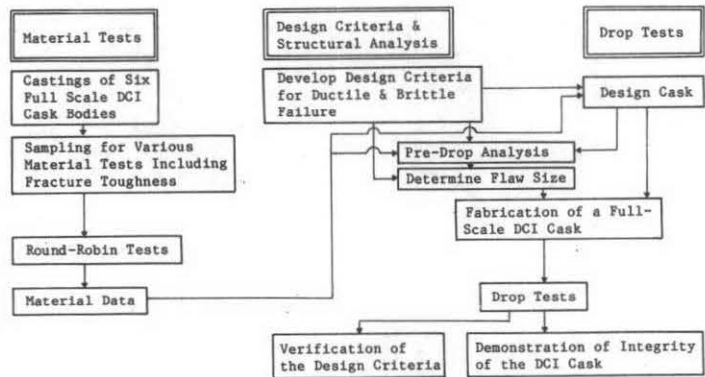 Material Tests
Design Criteria &
Structural Analysis
Drop Tests
Castings of Six
Full Scale DCI
Cask Bodies
Develop Design Criteria
for Ductile & Brittle
Failure
Design Cask
Sampling for Various
Material Tests Including
Fracture Toughness
Pre-Drop Analysis
Determine Flaw Size
Fabrication of a Full-
Scale DCI Cask
Round-Robin Tests
Material Data
Drop Tests
Verification of
the Design Criteria
Demonstration of Integrity
of the DCI Cask